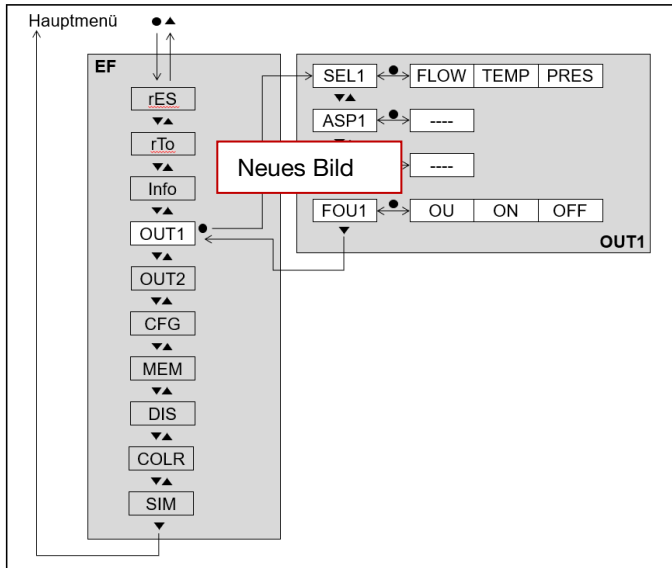 Hauptmenü
EF
rES
rTo
Info
OUT1
OUT2
CFG
MEM
DIS
COLR
SIM
SEL1 FLOW TEMP PRES
ASP1 ----
Neues Bild
----
FOU1 OU ON OFF
OUT1